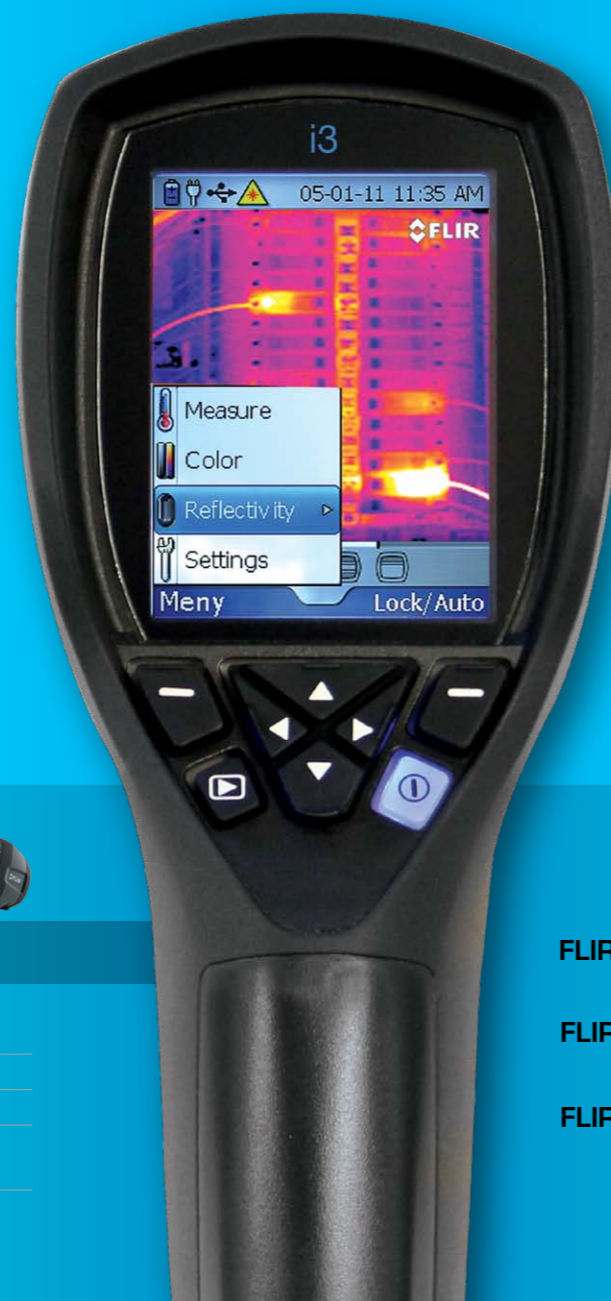 i3
05-01-11 11:35 AM
FLIR
Measure
Color
Reflectivity
Settings
Meny
Lock/Auto
FLIR
FLIR
FLIR